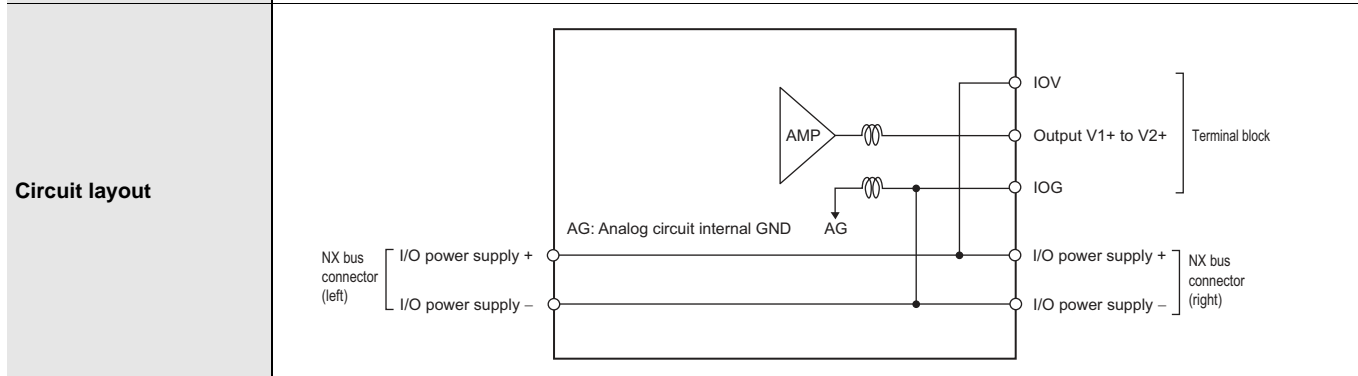 Circuit layout
IOV
AMP
Output V1+ to V2+
Terminal block
IOG
AG: Analog circuit internal GND
AG
NX bus
connector
(left)
I/O power supply +
I/O power supply –
I/O power supply +
I/O power supply –
NX bus
connector
(right)